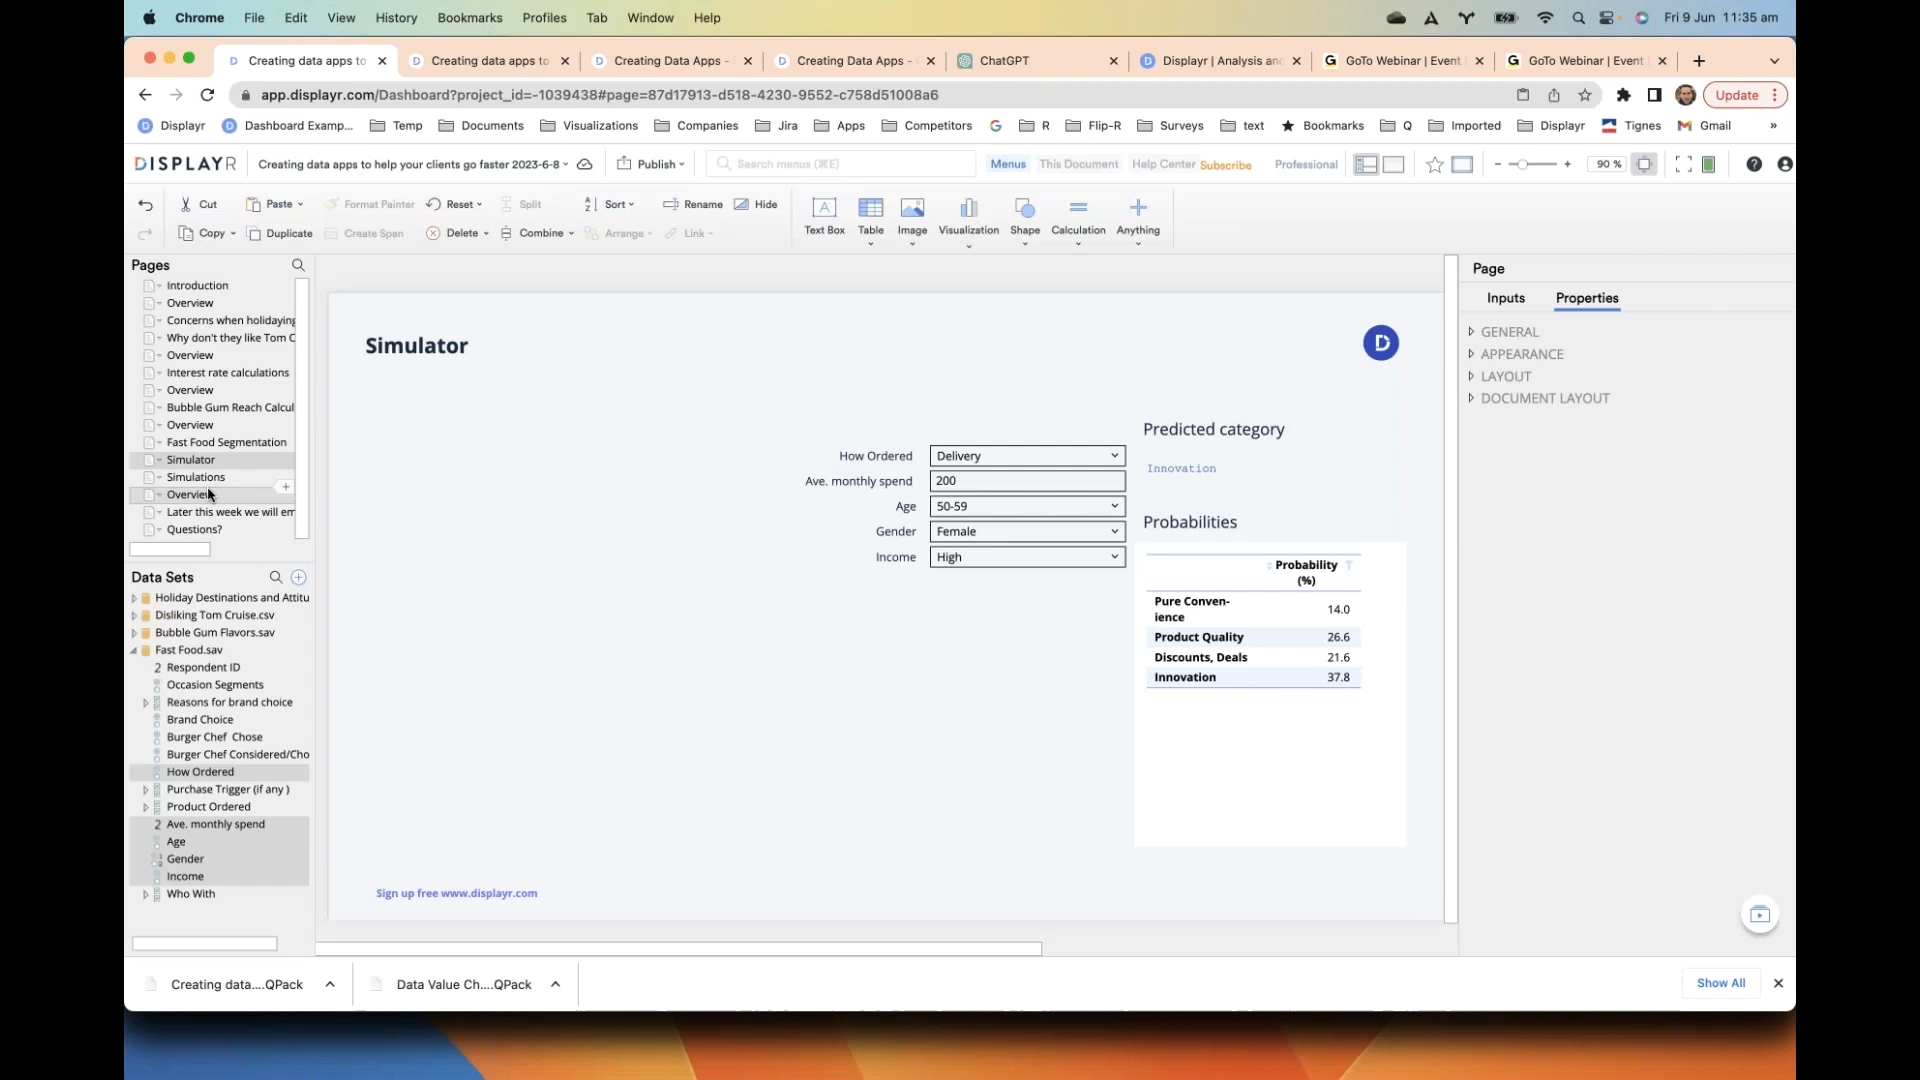 Chrome File Edit View History Bookmarks Profiles Tab Window Help Fri 9 Jun 11:35 am
Creating data apps to Creating data apps to Creating Data Apps - Creating Data Apps - ChatGPT Displayr | Analysis and GoTo Webinar | Event GoTo Webinar | Event
app.displayr.com/Dashboard?project_id=-1039438#page=87d17913-d518-4230-9552-c758d51008a6 Update
Displayr Dashboard Examp... Temp Documents Visualizations Companies Jira Apps Competitors R Flip-R Surveys text Bookmarks Q Imported Displayr Tignes Gmail »
DISPLAYR Creating data apps to help your clients go faster 2023-6-8 Publish Search menus (⌘E) Menus This Document Help Center Subscribe Professional 90 %
Cut Paste Format Painter Reset Split Sort Rename Hide
Copy Duplicate Create Span Delete Combine Arrange Link
Text Box Table Image Visualization Shape Calculation Anything
Pages
Introduction
Overview
Concerns when holidaying
Why don't they like Tom C
Overview
Interest rate calculations
Overview
Bubble Gum Reach Calcul
Overview
Fast Food Segmentation
Simulator
Simulations
Overview
Later this week we will em
Questions?
Data Sets
Holiday Destinations and Attitu
Disliking Tom Cruise.csv
Bubble Gum Flavors.sav
Fast Food.sav
2 Respondent ID
Occasion Segments
Reasons for brand choice
Brand Choice
Burger Chef Chose
Burger Chef Considered/Cho
How Ordered
Purchase Trigger (if any )
Product Ordered
2 Ave. monthly spend
Age
Gender
Income
Who With
Simulator
D
How Ordered Delivery
Ave. monthly spend 200
Age 50-59
Gender Female
Income High
Predicted category
Innovation
Probabilities
Probability
(%)
Pure Conven-
ience 14.0
Product Quality 26.6
Discounts, Deals 21.6
Innovation 37.8
Sign up free www.displayr.com
Page
Inputs Properties
GENERAL
APPEARANCE
LAYOUT
DOCUMENT LAYOUT
Creating data....QPack Data Value Ch....QPack Show All